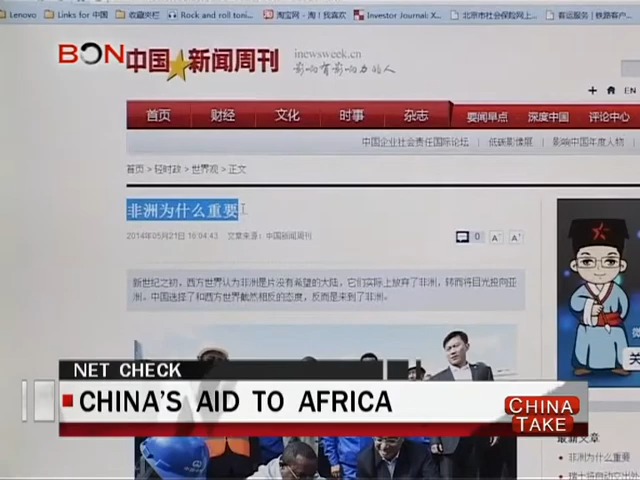 Lenovo Links for 中国 收藏夹栏 Rock and roll toni... 淘宝网 - 淘！我喜欢 Investor Journal: X... 北京市社会保险网上... 客运服务 | 铁路客户...
BON
中国新闻周刊
inewsweek.cn
影响有影响力的人
EN
首页 财经 文化 时事 杂志 要闻早点 深度中国 评论中心
中国企业社会责任国际论坛 | 低碳影像展 | 影响中国年度人物 |
首页 > 轻时政 > 世界观 > 正文
非洲为什么重要
2014年05月21日 16:04:43 文章来源：中国新闻周刊
0 A- A+
新世纪之初，西方世界认为非洲是片没有希望的大陆，它们实际上放弃了非洲，转而将目光投向亚
洲。中国选择了和西方世界截然相反的态度，反而是来到了非洲。
微
关
NET CHECK
CHINA'S AID TO AFRICA
CHINA
TAKE
最新文章
非洲为什么重要